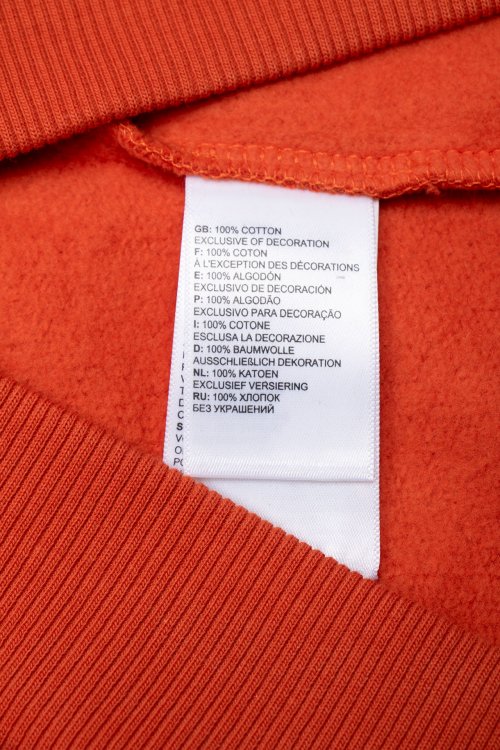 GB: 100% COTTON
EXCLUSIVE OF DECORATION
F: 100% COTON
À L'EXCEPTION DES DÉCORATIONS
E: 100% ALGODÓN
EXCLUSIVO DE DECORACIÓN
P: 100% ALGODÃO
EXCLUSIVO PARA DECORAÇÃO
I: 100% COTONE
ESCLUSA LA DECORAZIONE
D: 100% BAUMWOLLE
AUSSCHLIEßLICH DEKORATION
NL: 100% KATOEN
EXCLUSIEF VERSIERING
RU: 100% ХЛОПОК
БЕЗ УКРАШЕНИЙ